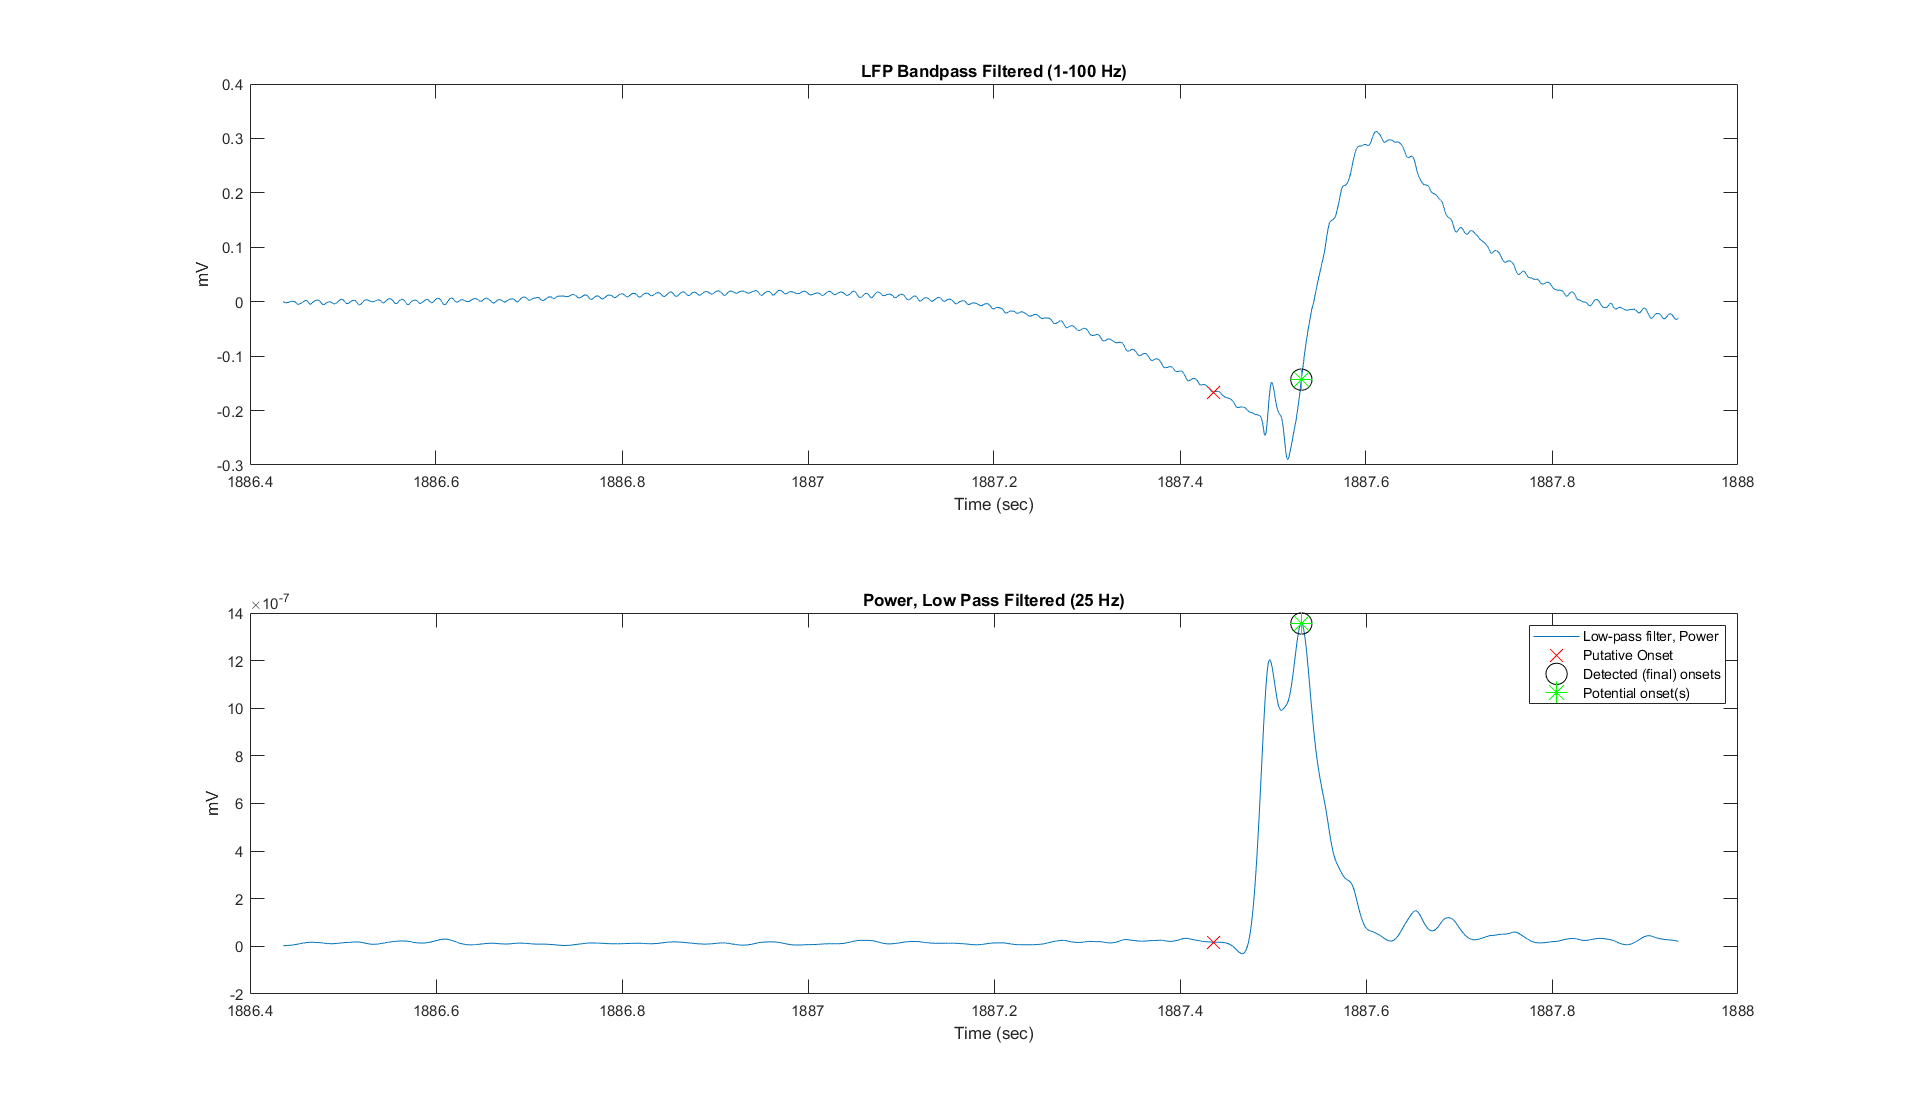 LFP Bandpass Filtered (1-100 Hz)
0.4
0.3
0.2
0.1
0
-0.1
-0.2
-0.3
mV
1886.4 1886.6 1886.8 1887 1887.2 1887.4 1887.6 1887.8 1888
Time (sec)
Power, Low Pass Filtered (25 Hz)
×10-7
14
12
10
8
6
4
2
0
-2
mV
Low-pass filter, Power
Putative Onset
Detected (final) onsets
Potential onset(s)
1886.4 1886.6 1886.8 1887 1887.2 1887.4 1887.6 1887.8 1888
Time (sec)